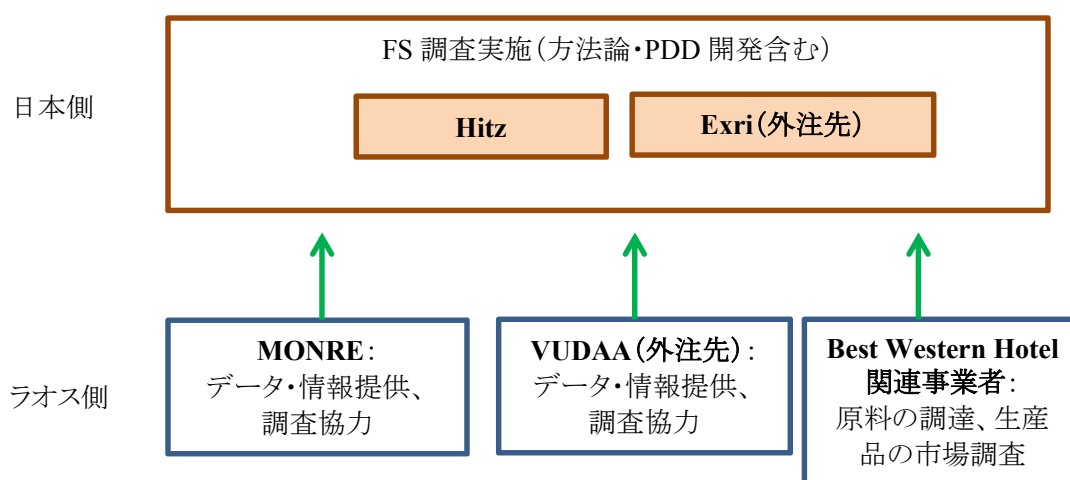 FS 調査実施（方法論・PDD 開発含む）
日本側
Hitz
Exri（外注先）
ラオス側
MONRE：
データ・情報提供、
調査協力
VUDAA（外注先）：
データ・情報提供、
調査協力
Best Western Hotel
関連事業者：
原料の調達、生産
品の市場調査